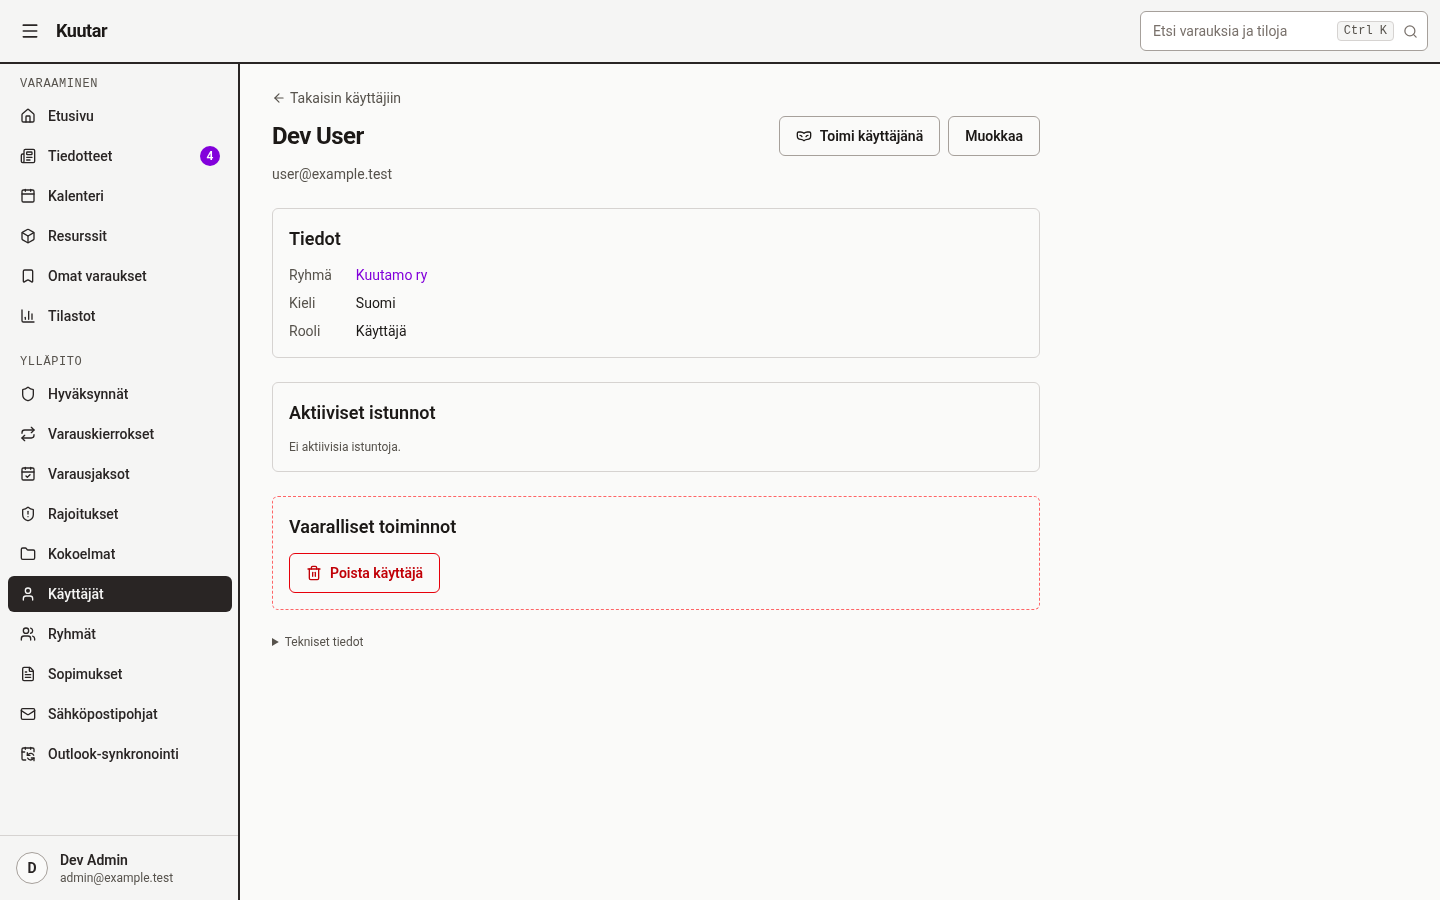 Kuutar
Etsi varauksia ja tiloja
Ctrl K
VARAAMINEN
Etusivu
Tiedotteet
4
Kalenteri
Resurssit
Omat varaukset
Tilastot
YLLÄPITO
Hyväksynnät
Varauskierrokset
Varausjaksot
Rajoitukset
Kokoelmat
Käyttäjät
Ryhmät
Sopimukset
Sähköpostipohjat
Outlook-synkronointi
D
Dev Admin
admin@example.test
Takaisin käyttäjiin
Dev User
Toimi käyttäjänä
Muokkaa
user@example.test
Tiedot
Ryhmä Kuutamo ry
Kieli Suomi
Rooli Käyttäjä
Aktiiviset istunnot
Ei aktiivisia istuntoja.
Vaaralliset toiminnot
Poista käyttäjä
Tekniset tiedot